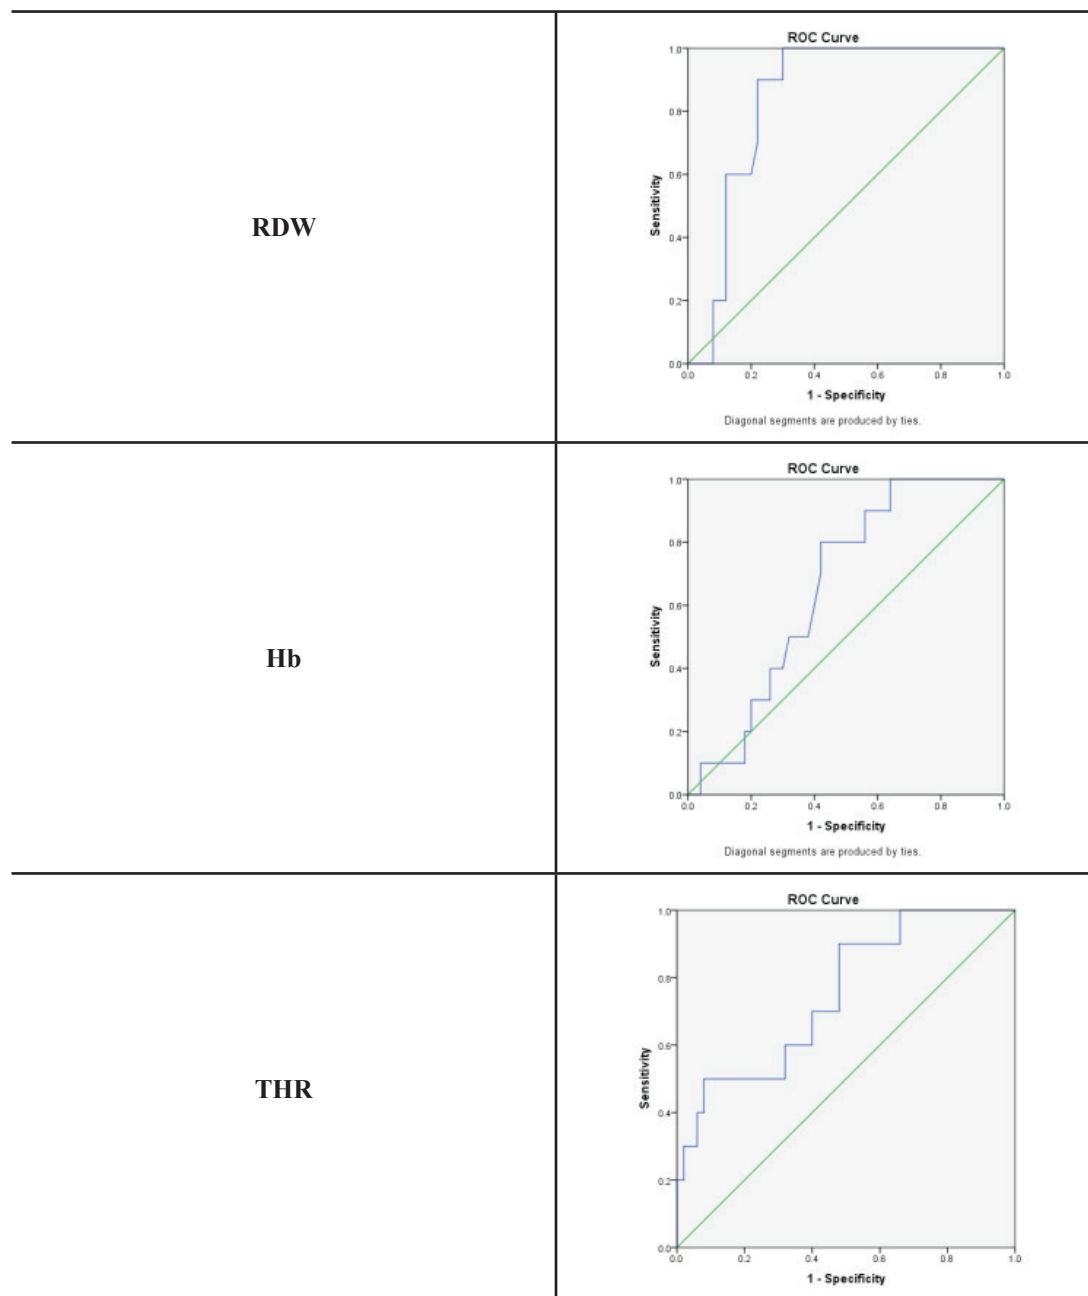 RDW
ROC Curve
Sensitivity
1.0
0.8
0.6
0.4
0.2
0.0
0.0 0.2 0.4 0.6 0.8 1.0
1 - Specificity
Diagonal segments are produced by ties.
Hb
ROC Curve
Sensitivity
1.0
0.8
0.6
0.4
0.2
0.0
0.0 0.2 0.4 0.6 0.8 1.0
1 - Specificity
Diagonal segments are produced by ties.
THR
ROC Curve
Sensitivity
1.0
0.8
0.6
0.4
0.2
0.0
0.0 0.2 0.4 0.6 0.8 1.0
1 - Specificity